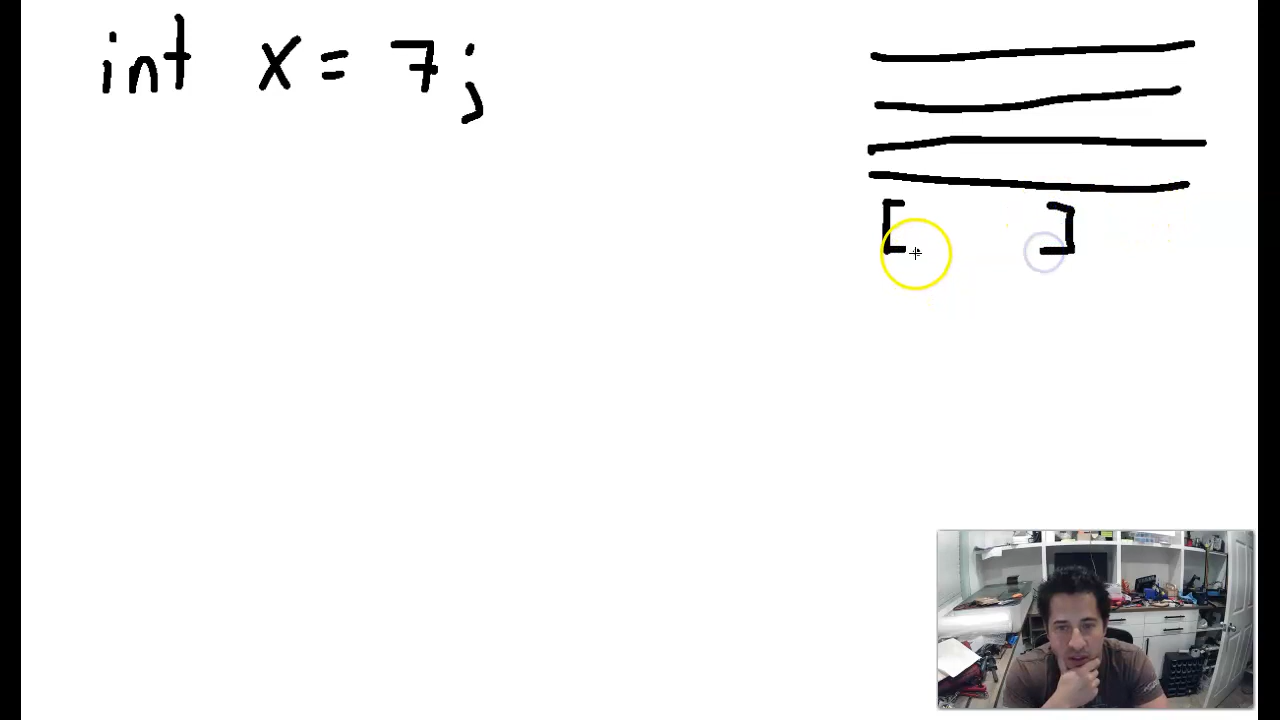 int x = 7;
[ ]